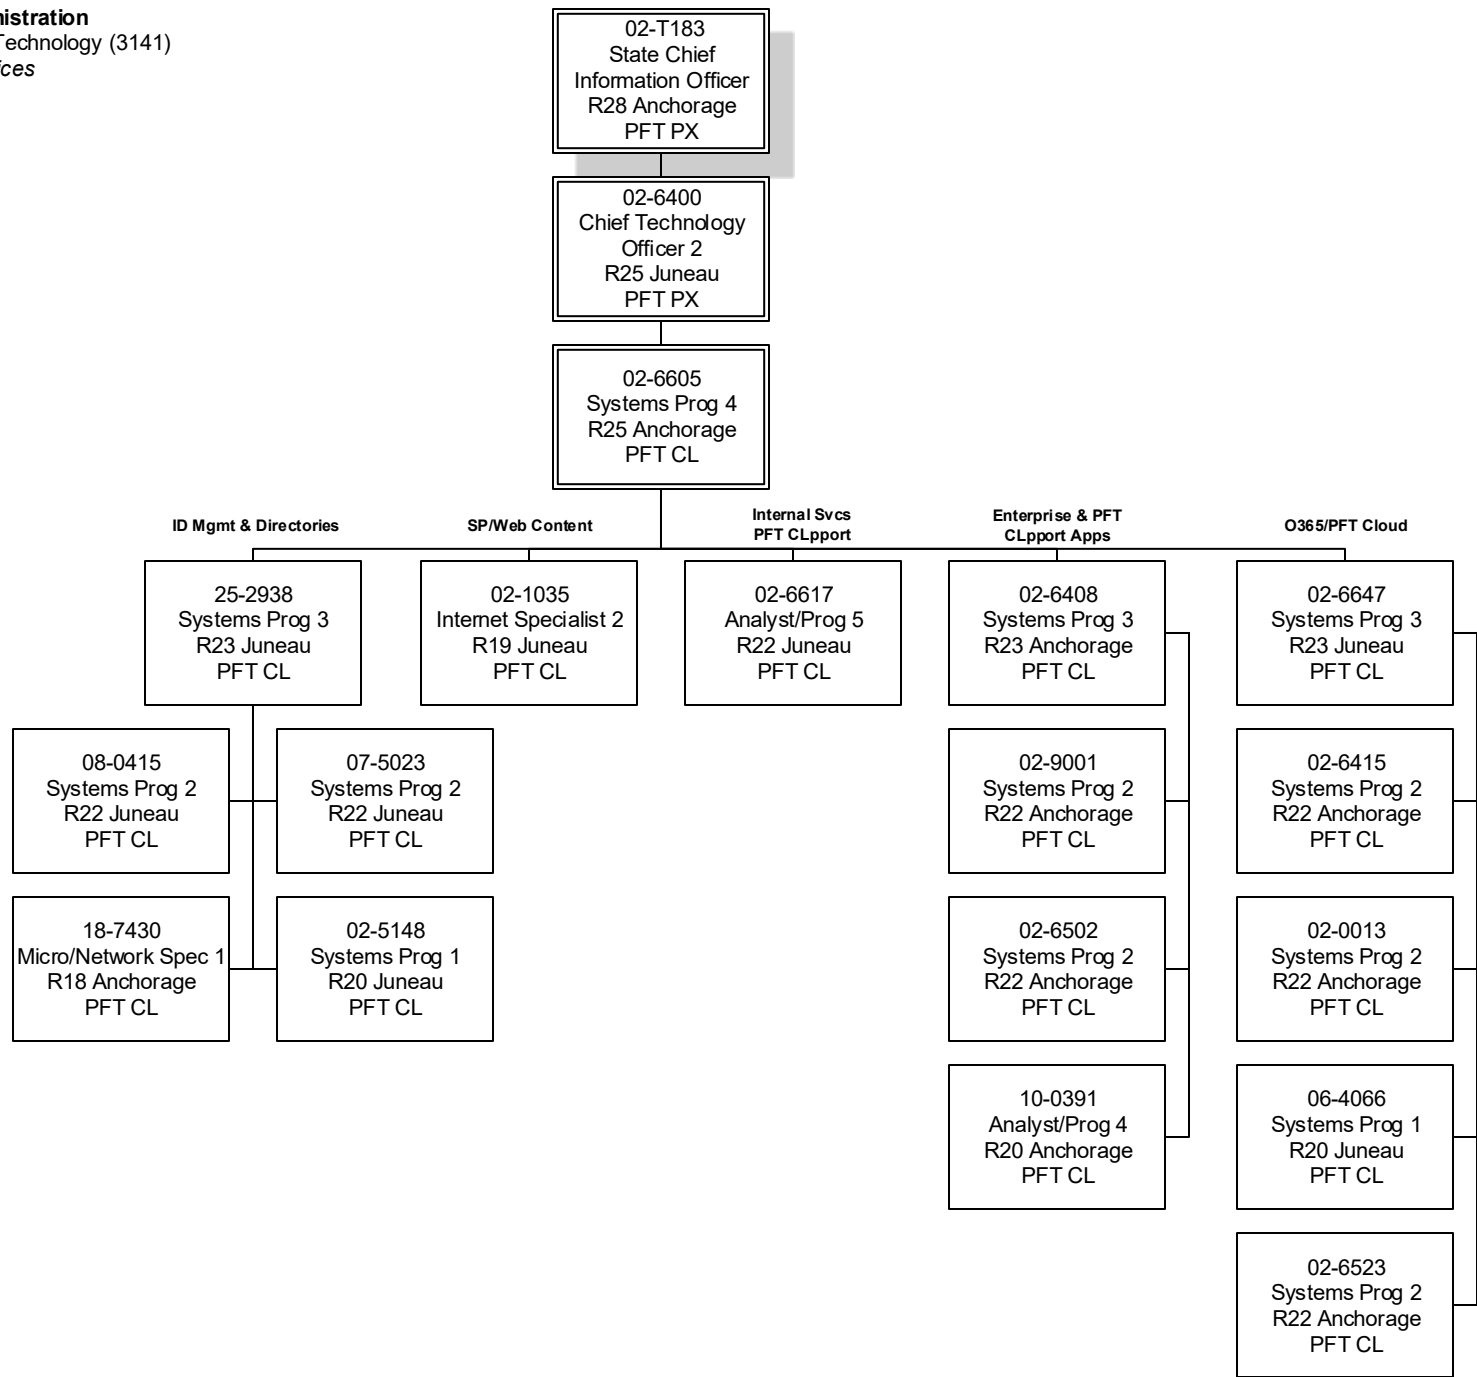 nistration
Technology (3141)
ices
02-T183
State Chief
Information Officer
R28 Anchorage
PFT PX
02-6400
Chief Technology
Officer 2
R25 Juneau
PFT PX
02-6605
Systems Prog 4
R25 Anchorage
PFT CL
ID Mgmt & Directories
SP/Web Content
Internal Svcs
PFT CLpport
Enterprise & PFT
CLpport Apps
O365/PFT Cloud
25-2938
Systems Prog 3
R23 Juneau
PFT CL
02-1035
Internet Specialist 2
R19 Juneau
PFT CL
02-6617
Analyst/Prog 5
R22 Juneau
PFT CL
02-6408
Systems Prog 3
R23 Anchorage
PFT CL
02-6647
Systems Prog 3
R23 Juneau
PFT CL
08-0415
Systems Prog 2
R22 Juneau
PFT CL
07-5023
Systems Prog 2
R22 Juneau
PFT CL
02-9001
Systems Prog 2
R22 Anchorage
PFT CL
02-6415
Systems Prog 2
R22 Anchorage
PFT CL
18-7430
Micro/Network Spec 1
R18 Anchorage
PFT CL
02-5148
Systems Prog 1
R20 Juneau
PFT CL
02-6502
Systems Prog 2
R22 Anchorage
PFT CL
02-0013
Systems Prog 2
R22 Anchorage
PFT CL
10-0391
Analyst/Prog 4
R20 Anchorage
PFT CL
06-4066
Systems Prog 1
R20 Juneau
PFT CL
02-6523
Systems Prog 2
R22 Anchorage
PFT CL